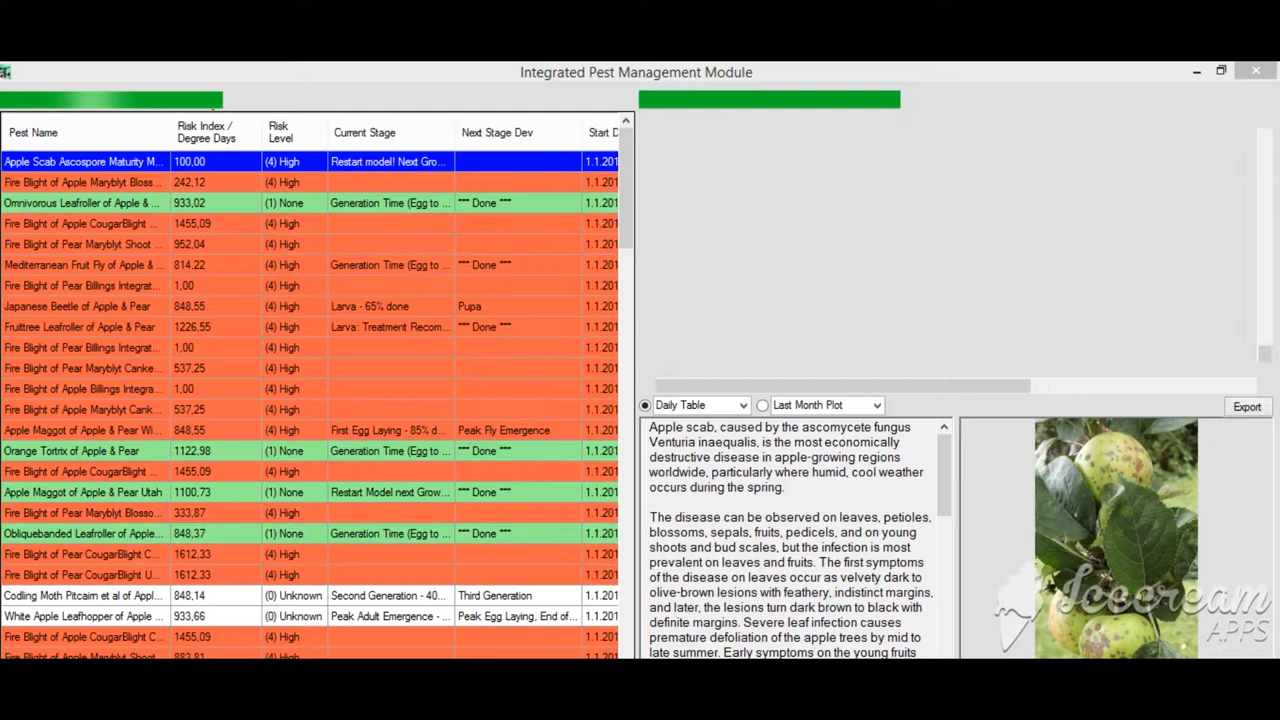 Integrated Pest Management Module
Pest Name Risk Index / Degree Days Risk Level Current Stage Next Stage Dev Start D
Apple Scab Ascospore Maturity M... 100,00 (4) High Restart model! Next Gro... 1.1.201
Fire Blight of Apple Maryblyt Bloss... 242,12 (4) High 1.1.201
Omnivorous Leafroller of Apple & ... 933,02 (1) None Generation Time (Egg to ... *** Done *** 1.1.201
Fire Blight of Apple CougarBlight ... 1455,09 (4) High 1.1.201
Fire Blight of Pear Maryblyt Shoot ... 952,04 (4) High 1.1.201
Mediterranean Fruit Fly of Apple & ... 814,22 (4) High Generation Time (Egg to ... *** Done *** 1.1.201
Fire Blight of Pear Billings Integrat... 1,00 (4) High 1.1.201
Japanese Beetle of Apple & Pear 848,55 (4) High Larva - 65% done Pupa 1.1.201
Fruittree Leafroller of Apple & Pear 1226,55 (4) High Larva: Treatment Recom... *** Done *** 1.1.201
Fire Blight of Pear Billings Integrat... 1,00 (4) High 1.1.201
Fire Blight of Pear Maryblyt Canke... 537,25 (4) High 1.1.201
Fire Blight of Apple Billings Integra... 1,00 (4) High 1.1.201
Fire Blight of Apple Maryblyt Cank... 537,25 (4) High 1.1.201
Apple Maggot of Apple & Pear Wi... 848,55 (4) High First Egg Laying - 85% d... Peak Fly Emergence 1.1.201
Orange Tortrix of Apple & Pear 1122,98 (1) None Generation Time (Egg to ... *** Done *** 1.1.201
Fire Blight of Apple CougarBlight ... 1455,09 (4) High 1.1.201
Apple Maggot of Apple & Pear Utah 1100,73 (1) None Restart Model next Grow... *** Done *** 1.1.201
Fire Blight of Pear Maryblyt Blosso... 333,87 (4) High 1.1.201
Obliquebanded Leafroller of Apple... 848,37 (1) None Generation Time (Egg to ... *** Done *** 1.1.201
Fire Blight of Pear CougarBlight C... 1612,33 (4) High 1.1.201
Fire Blight of Pear CougarBlight U... 1612,33 (4) High 1.1.201
Codling Moth Pitcairn et al of Appl... 848,14 (0) Unknown Second Generation - 40... Third Generation 1.1.201
White Apple Leafhopper of Apple ... 933,66 (0) Unknown Peak Adult Emergence - ... Peak Egg Laying, End of... 1.1.201
Fire Blight of Apple CougarBlight C... 1455,09 (4) High 1.1.201
Fire Blight of Apple Maryblyt Shoot... 883,81 (4) High 1.1.201
Daily Table Last Month Plot Export
Apple scab, caused by the ascomycete fungus
Venturia inaequalis, is the most economically
destructive disease in apple-growing regions
worldwide, particularly where humid, cool weather
occurs during the spring.
The disease can be observed on leaves, petioles,
blossoms, sepals, fruits, pedicels, and on young
shoots and bud scales, but the infection is most
prevalent on leaves and fruits. The first symptoms
of the disease on leaves occur as velvety dark to
olive-brown lesions with feathery, indistinct margins,
and later, the lesions turn dark brown to black with
definite margins. Severe leaf infection causes
premature defoliation of the apple trees by mid to
late summer. Early symptoms on the young fruits
Icecream
APPS